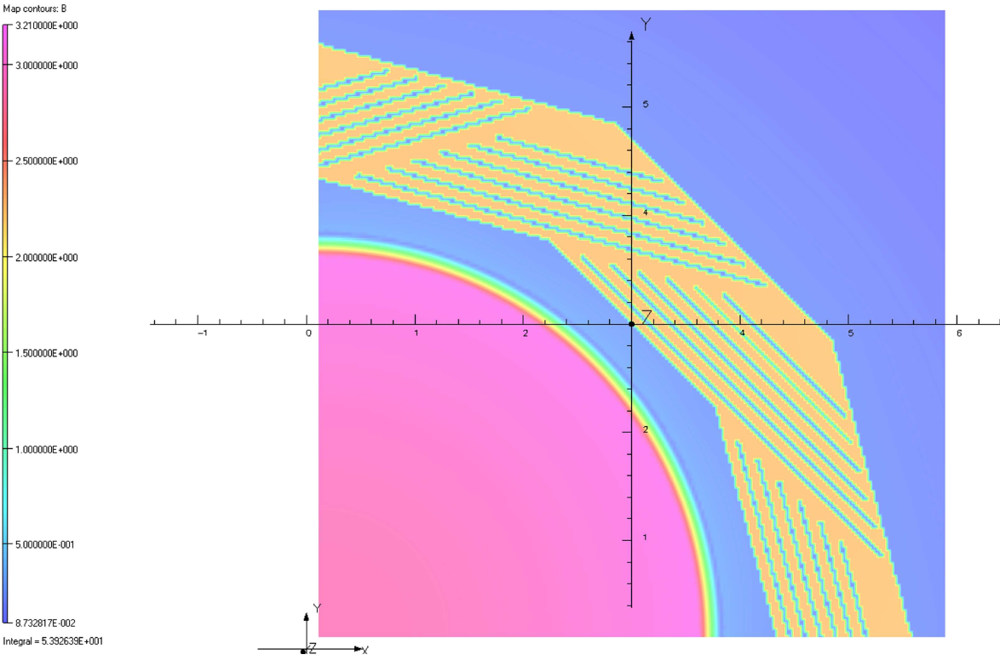 Map contours: B
3.210000E+000
3.000000E+000
2.500000E+000
2.000000E+000
1.500000E+000
1.000000E+000
5.000000E-001
8.732817E-002
Integral = 5.392639E+001
Y
5
4
Z
-1
0
1
2
4
5
6
2
1
Y
Z
X